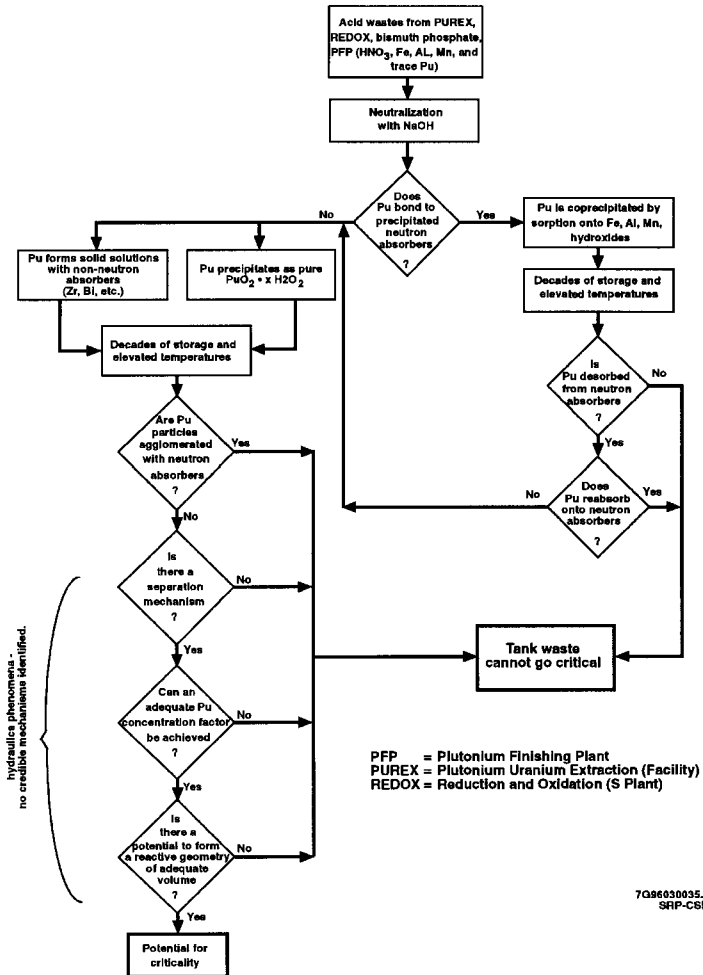 Acid wastes from PUREX,
REDOX, bismuth phosphate,
PFP (HNO3, Fe, AL, Mn, and
trace Pu)
Neutralization
with NaOH
Does
Pu bond to
precipitated
neutron
absorbers
?
No
Yes
Pu is coprecipitated by
sorption onto Fe, Al, Mn,
hydroxides
Pu forms solid solutions
with non-neutron
absorbers
(Zr, Bi, etc.)
Pu precipitates as pure
PuO2 • x H2O2
Decades of storage and
elevated temperatures
Decades of storage and
elevated temperatures
Is
Pu desorbed
from neutron
absorbers
?
No
Yes
Are Pu
particles
agglomerated
with neutron
absorbers
?
Yes
No
Does
Pu reabsorb
onto neutron
absorbers
?
No
Yes
Is
there a
separation
mechanism
?
No
Yes
hydraulics phenomena -
no credible mechanisms identified.
Tank waste
cannot go critical
Can an
adequate Pu
concentration factor
be achieved
?
No
Yes
PFP = Plutonium Finishing Plant
PUREX = Plutonium Uranium Extraction (Facility)
REDOX = Reduction and Oxidation (S Plant)
Is
there a
potential to form
a reactive geometry
of adequate
volume
?
No
Yes
Potential for
criticality
7G96030035.